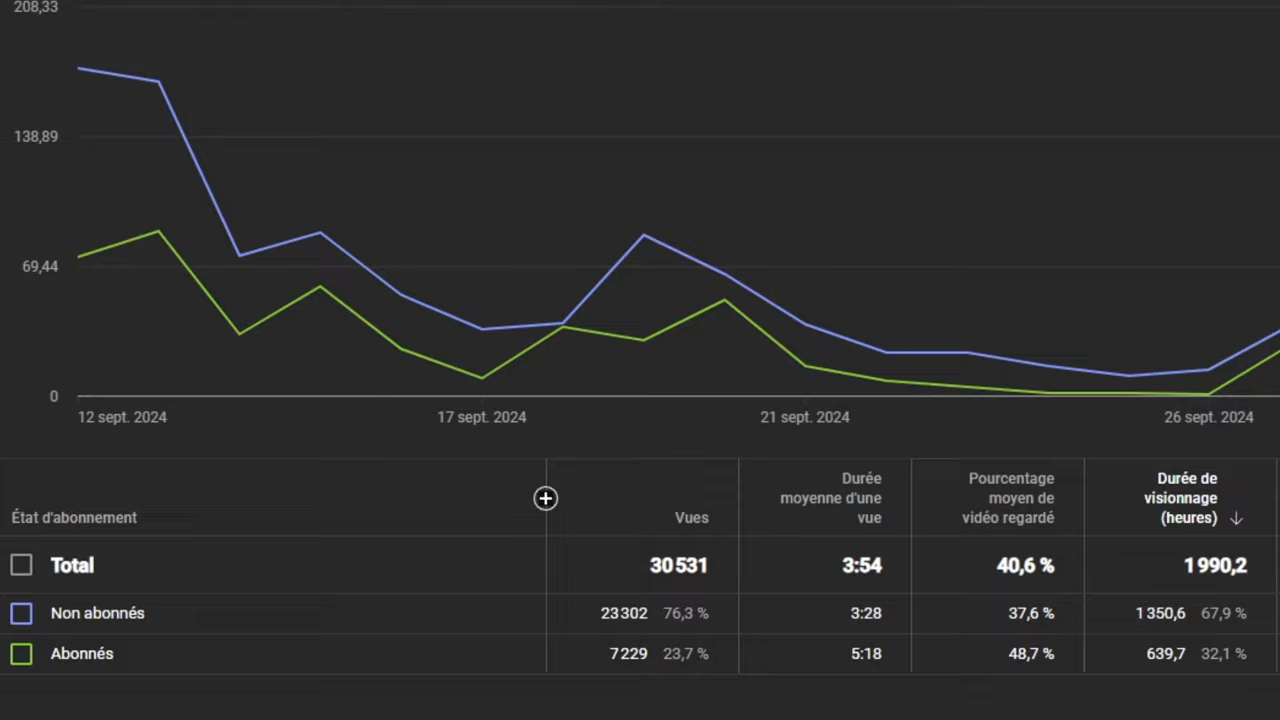 208,33
138,89
69,44
0
12 sept. 2024 17 sept. 2024 21 sept. 2024 26 sept. 2024
État d'abonnement
Vues
Durée
moyenne d'une
vue
Pourcentage
moyen de
vidéo regardé
Durée de
visionnage
(heures)
Total 30 531 3:54 40,6 % 1 990,2
Non abonnés 23 302 76,3 % 3:28 37,6 % 1 350,6 67,9 %
Abonnés 7 229 23,7 % 5:18 48,7 % 639,7 32,1 %